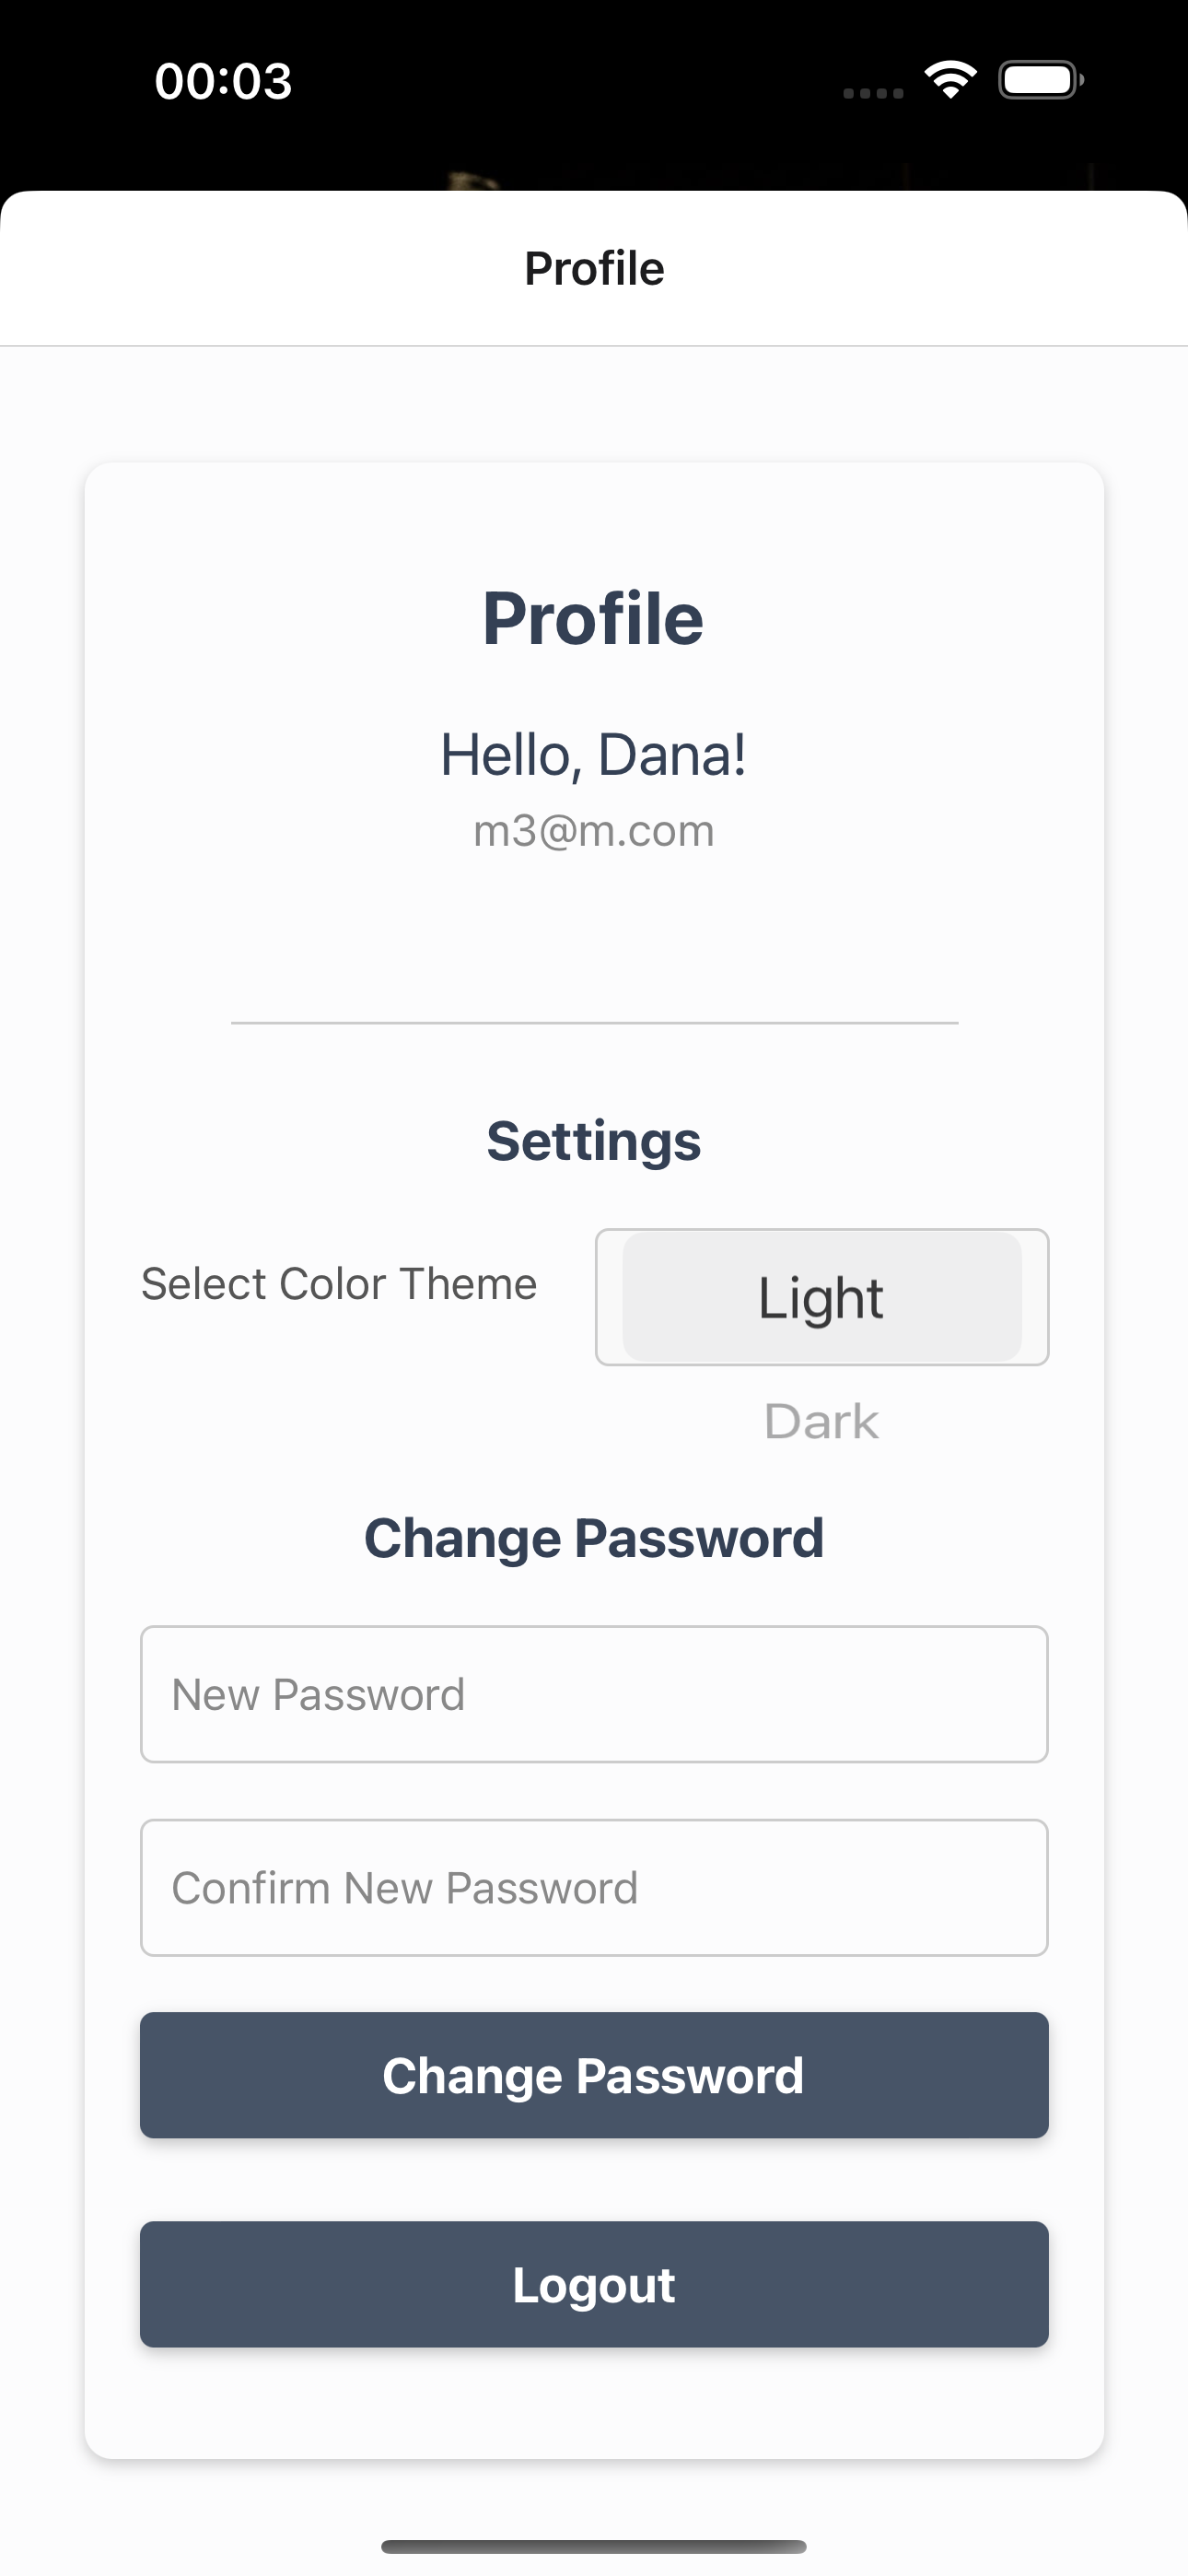 00:03
Profile
Profile
Hello, Dana!
m3@m.com
Settings
Select Color Theme
Light
Dark
Change Password
New Password
Confirm New Password
Change Password
Logout